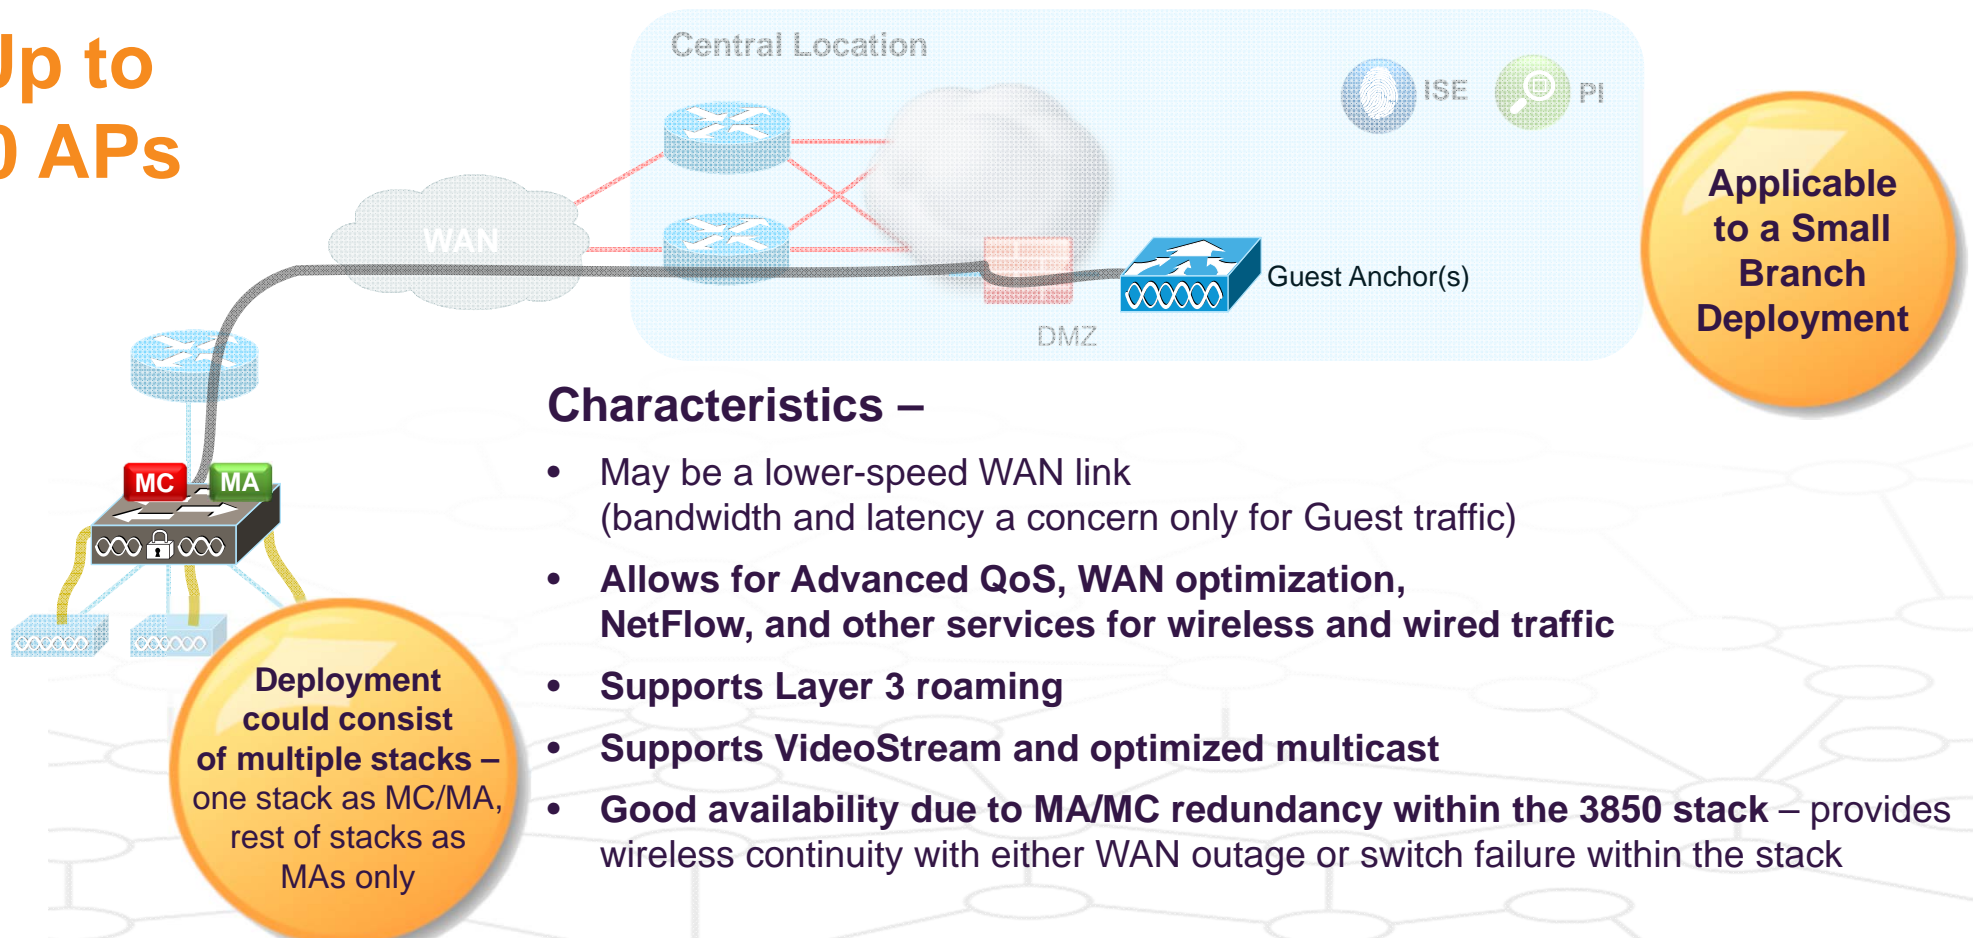 Up to
0 APs
Central Location
ISE
PI
WAN
Guest Anchor(s)
DMZ
Applicable
to a Small
Branch
Deployment
MC
MA
Characteristics –
• May be a lower-speed WAN link
(bandwidth and latency a concern only for Guest traffic)
• Allows for Advanced QoS, WAN optimization,
NetFlow, and other services for wireless and wired traffic
• Supports Layer 3 roaming
• Supports VideoStream and optimized multicast
• Good availability due to MA/MC redundancy within the 3850 stack – provides
wireless continuity with either WAN outage or switch failure within the stack
Deployment
could consist
of multiple stacks –
one stack as MC/MA,
rest of stacks as
MAs only